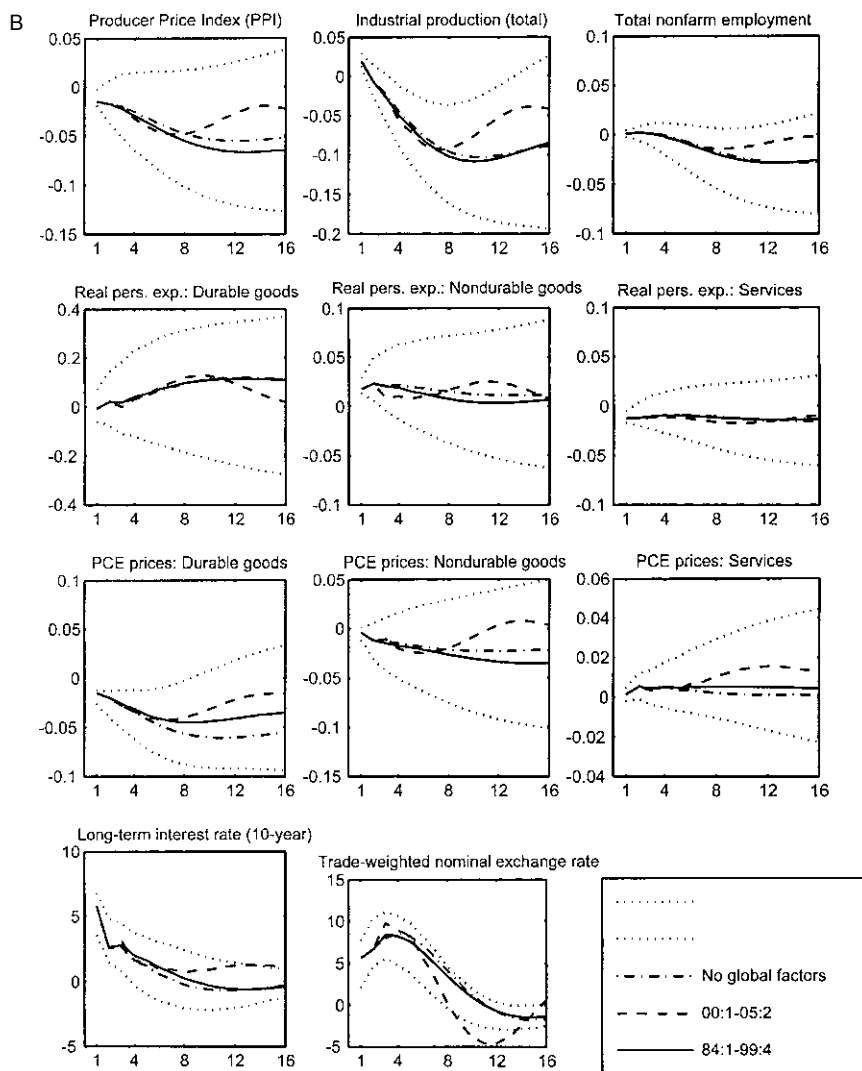 B
Producer Price Index (PPI)
0.05
0
-0.05
-0.1
-0.15
1 4 8 12 16
Industrial production (total)
0.05
0
-0.05
-0.1
-0.15
-0.2
1 4 8 12 16
Total nonfarm employment
0.1
0.05
0
-0.05
-0.1
1 4 8 12 16
Real pers. exp.: Durable goods
0.4
0.2
0
-0.2
-0.4
1 4 8 12 16
Real pers. exp.: Nondurable goods
0.1
0.05
0
-0.05
-0.1
1 4 8 12 16
Real pers. exp.: Services
0.1
0.05
0
-0.05
-0.1
1 4 8 12 16
PCE prices: Durable goods
0.1
0.05
0
-0.05
-0.1
1 4 8 12 16
PCE prices: Nondurable goods
0.05
0
-0.05
-0.1
-0.15
1 4 8 12 16
PCE prices: Services
0.06
0.04
0.02
0
-0.02
-0.04
1 4 8 12 16
Long-term interest rate (10-year)
10
5
0
-5
1 4 8 12 16
Trade-weighted nominal exchange rate
15
10
5
0
-5
1 4 8 12 16
No global factors
00:1-05:2
84:1-99:4